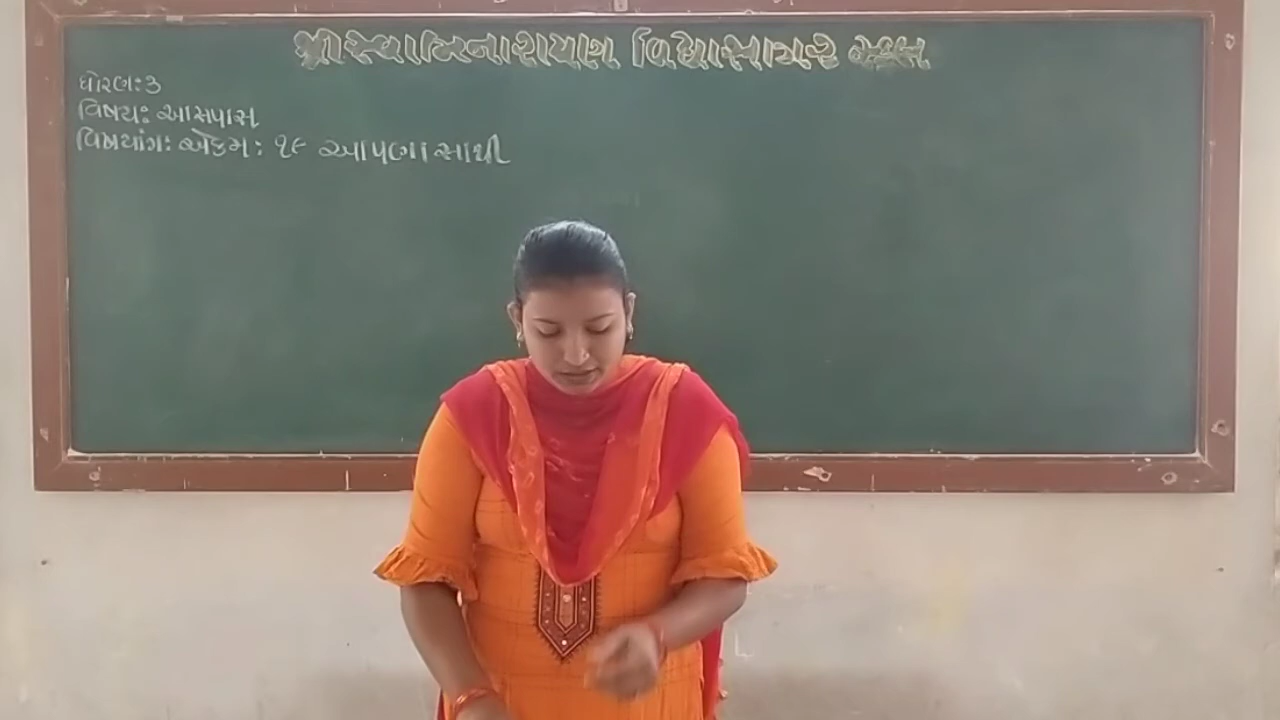 શ્રી સ્વામિનારાયણ વિદ્યાસાગર સ્કૂલ
ધોરણ: ૩
વિષય: આસપાસ
વિષયાંગ: એકમ: ૧૯ આપણા સાથી